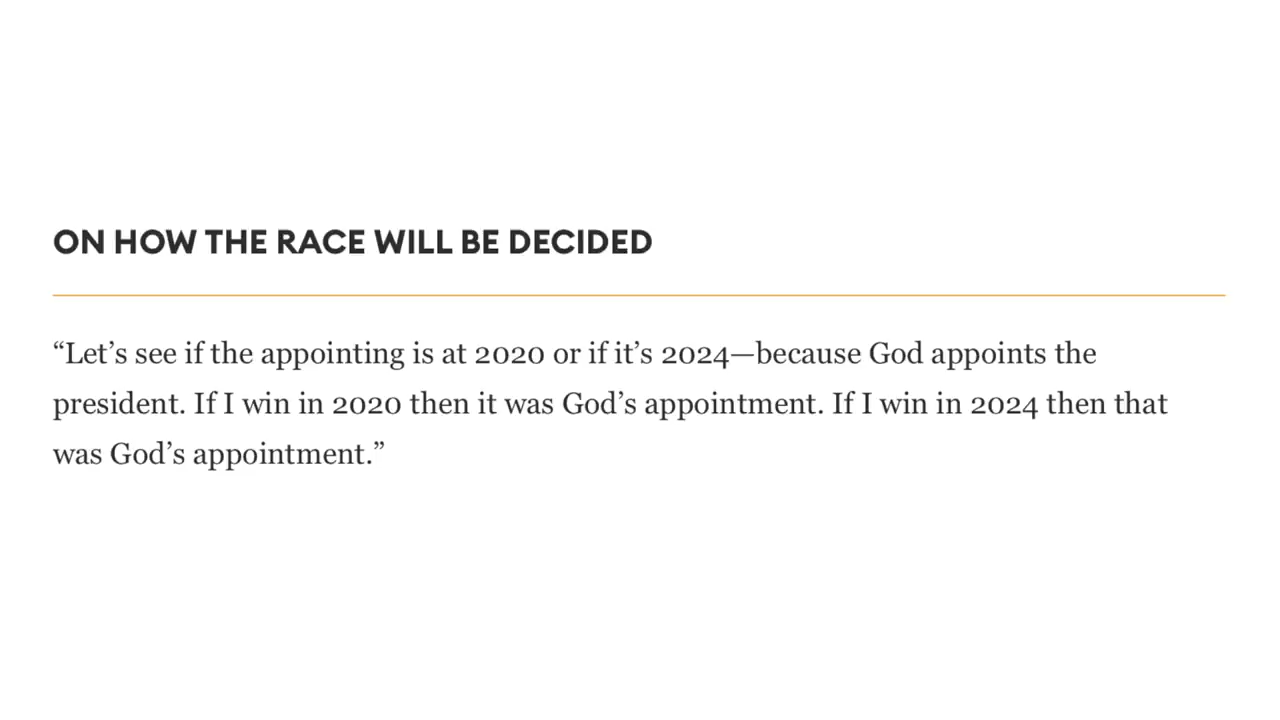 ON HOW THE RACE WILL BE DECIDED
“Let’s see if the appointing is at 2020 or if it’s 2024—because God appoints the
president. If I win in 2020 then it was God’s appointment. If I win in 2024 then that
was God’s appointment.”